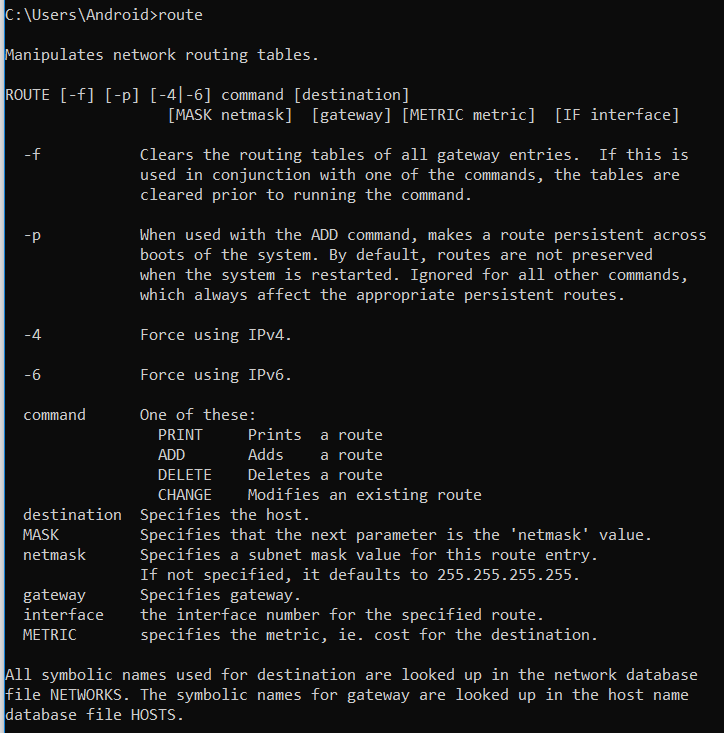 C:\Users\Android>route
Manipulates network routing tables.
ROUTE [-f] [-p] [-4|-6] command [destination]
                  [MASK netmask]  [gateway] [METRIC metric]  [IF interface]
  -f           Clears the routing tables of all gateway entries.  If this is
               used in conjunction with one of the commands, the tables are
               cleared prior to running the command.
  -p           When used with the ADD command, makes a route persistent across
               boots of the system. By default, routes are not preserved
               when the system is restarted. Ignored for all other commands,
               which always affect the appropriate persistent routes.
  -4           Force using IPv4.
  -6           Force using IPv6.
  command      One of these:
                 PRINT     Prints  a route
                 ADD       Adds    a route
                 DELETE    Deletes a route
                 CHANGE    Modifies an existing route
  destination  Specifies the host.
  MASK         Specifies that the next parameter is the 'netmask' value.
  netmask      Specifies a subnet mask value for this route entry.
               If not specified, it defaults to 255.255.255.255.
  gateway      Specifies gateway.
  interface    the interface number for the specified route.
  METRIC       specifies the metric, ie. cost for the destination.
All symbolic names used for destination are looked up in the network database
file NETWORKS. The symbolic names for gateway are looked up in the host name
database file HOSTS.